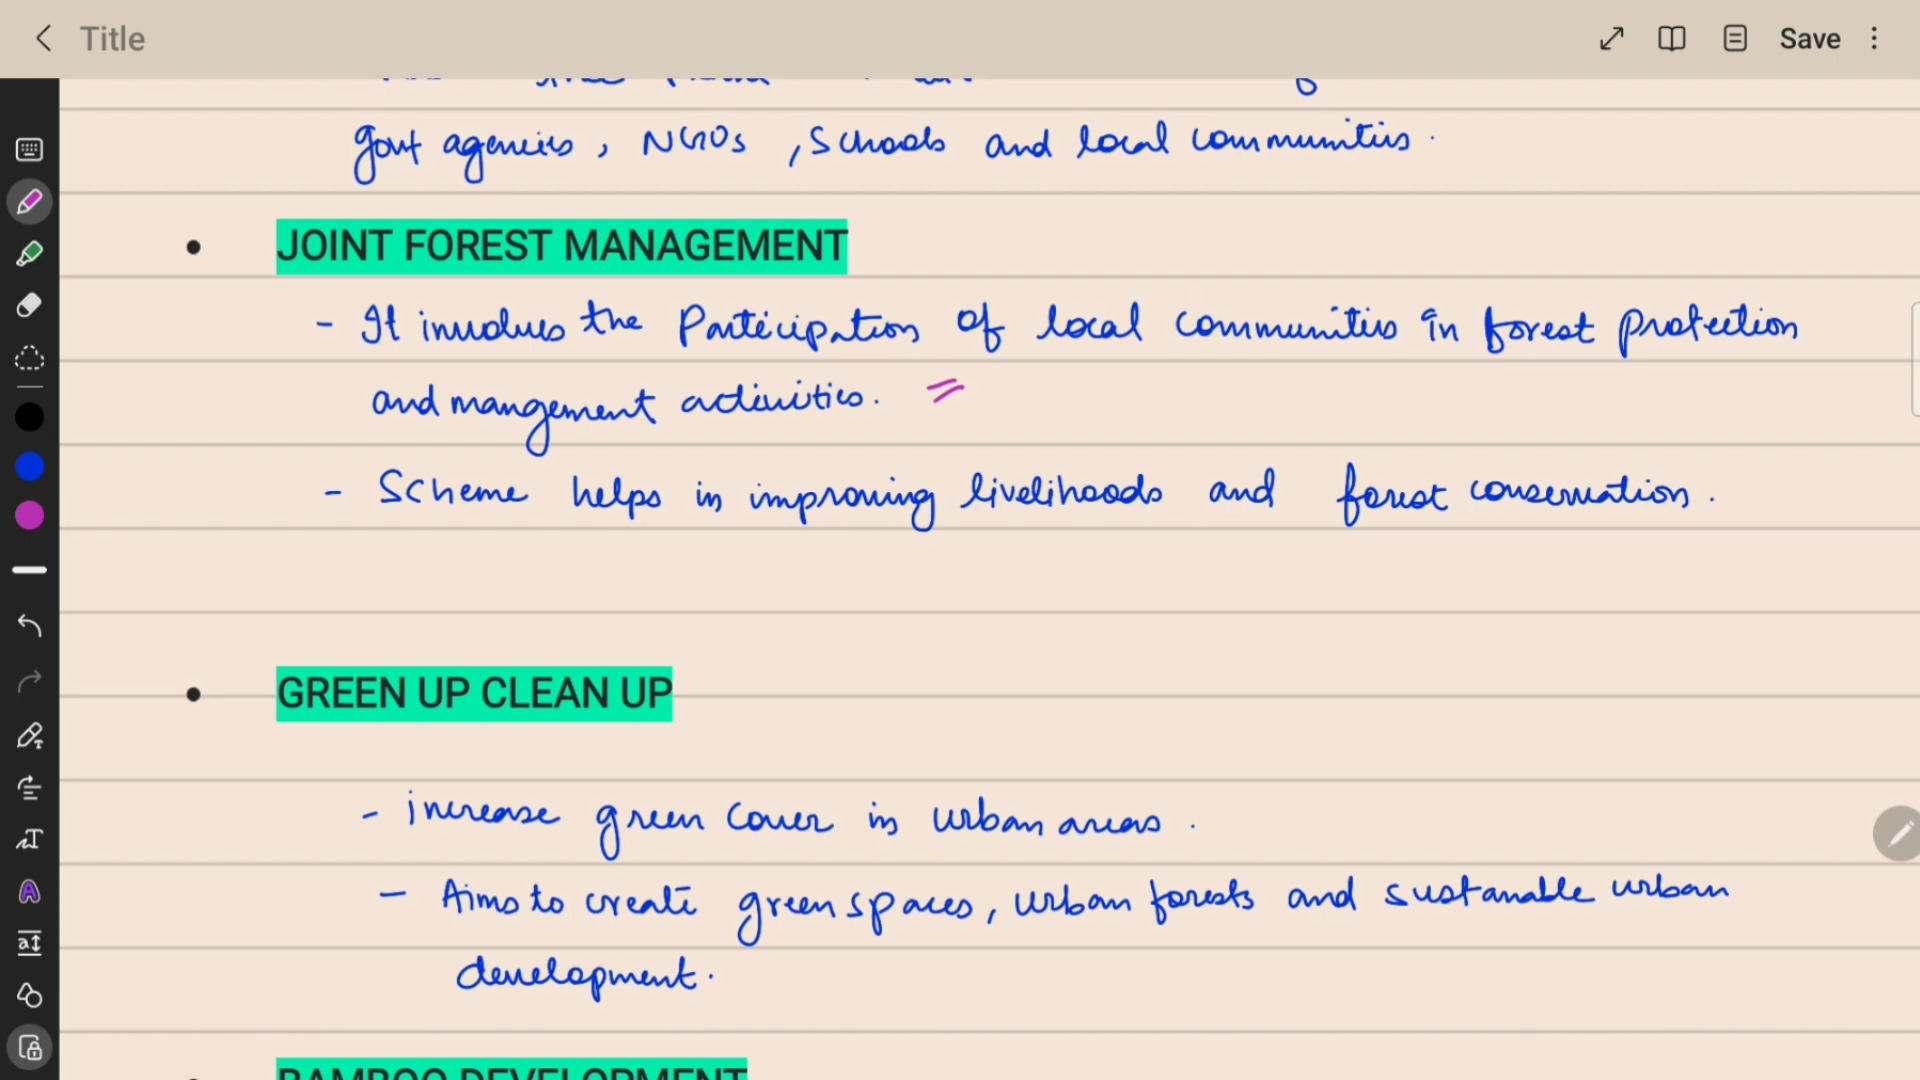 Title
Save
govt agencies, NGOs, Schools and local communities.
• JOINT FOREST MANAGEMENT
- It involves the Participation of local communities in forest protection
and mangement activities.
- Scheme helps in improving livelihoods and forest conservation.
• GREEN UP CLEAN UP
- increase green cover in urban areas.
- Aims to create green spaces, urban forests and sustanable urban
development.
BAMBOO DEVELOPMENT